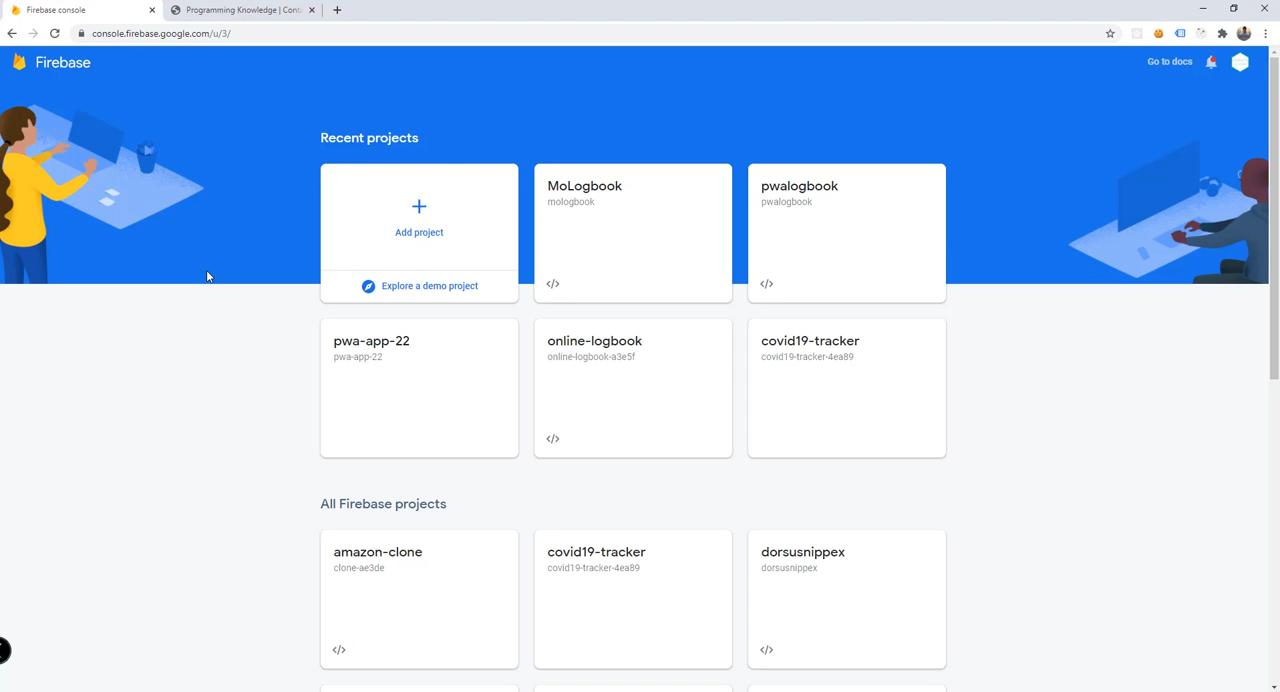 Firebase console
Programming Knowledge | Conta
console.firebase.google.com/u/3/
Firebase
Go to docs
Recent projects
Add project
Explore a demo project
MoLogbook
mologbook
</>
pwalogbook
pwalogbook
</>
pwa-app-22
pwa-app-22
online-logbook
online-logbook-a3e5f
</>
covid19-tracker
covid19-tracker-4ea89
All Firebase projects
amazon-clone
clone-ae3de
</>
covid19-tracker
covid19-tracker-4ea89
dorsusnippex
dorsusnippex
</>